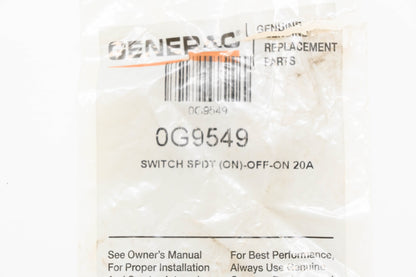 GENERAC®
GENUINE
REPLACEMENT
PARTS
0G9549
0G9549
SWITCH SPDT (ON)-OFF-ON 20A
See Owner's Manual
For Proper Installation
For Best Performance,
Always Use Genuine